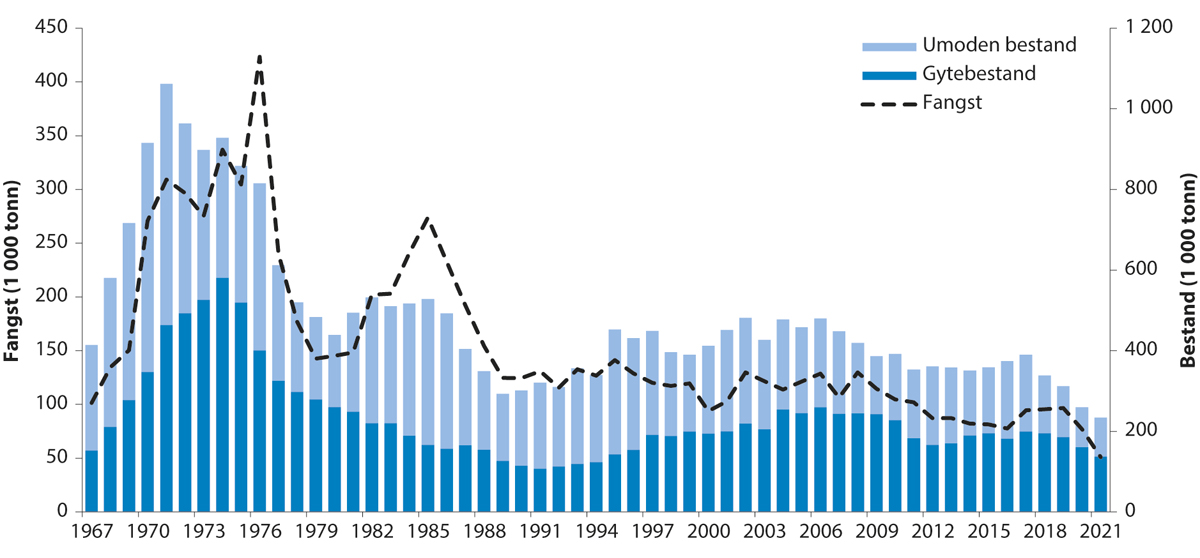 450
400
350
300
250
200
150
100
50
0
Fangst (1 000 tonn)
Umoden bestand
Gytebestand
Fangst
1 200
1 000
800
600
400
200
0
Bestand (1 000 tonn)
1967 1970 1973 1976 1979 1982 1985 1988 1991 1994 1997 2000 2003 2006 2009 2012 2015 2018 2021